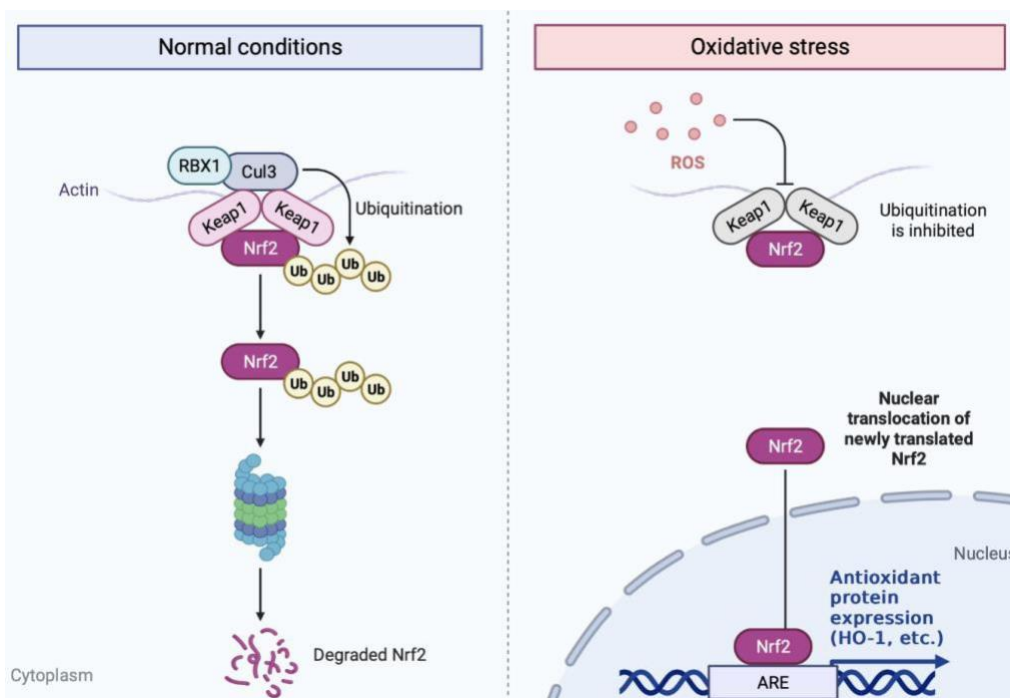 Normal conditions
RBX1
Cul3
Actin
Keap1
Keap1
Ubiquitination
Nrf2
Ub
Ub
Ub
Ub
Nrf2
Ub
Ub
Ub
Ub
Degraded Nrf2
Cytoplasm
Oxidative stress
ROS
Keap1
Keap1
Nrf2
Ubiquitination
is inhibited
Nuclear
translocation of
newly translated
Nrf2
Nrf2
Nucleus
Antioxidant
protein
expression
(HO-1, etc.)
Nrf2
ARE